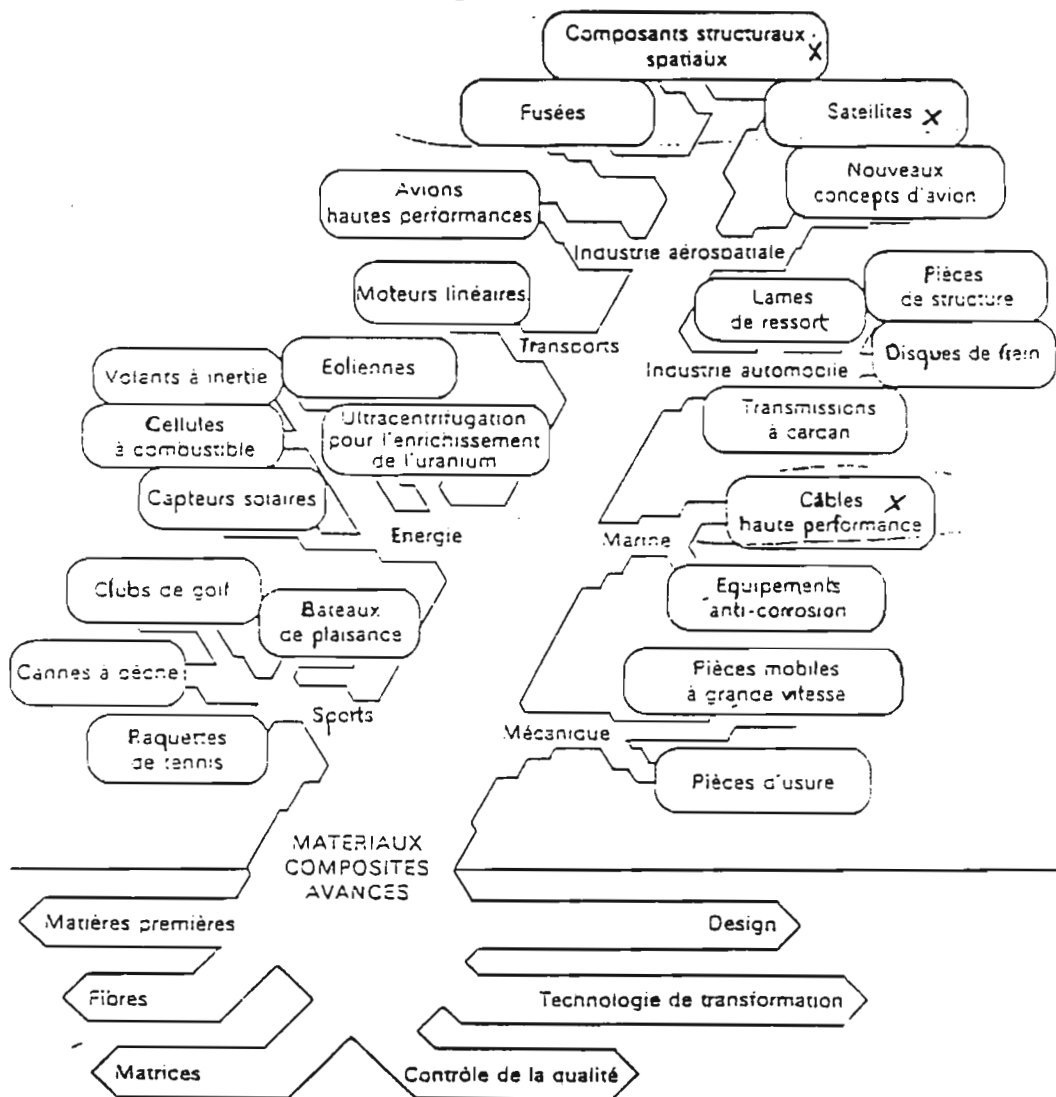 Composants structuraux
spatiaux
X
Fusées
Satellites X
Nouveaux
concepts d'avion
Avions
hautes performances
Industrie aérospatiale
Moteurs linéaires
Lames
de ressort
Pièces
de structure
Transports
Disques de frein
Industrie automobile
Volants à inertie
Eoliennes
Cellules
à combustible
Ultracentrifugation
pour l'enrichissement
de l'uranium
Transmissions
à cardan
Capteurs solaires
Câbles X
haute performance
Energie
Marine
Clubs de golf
Bateaux
de plaisance
Equipements
anti-corrosion
Cannes à pêche
Pièces mobiles
à grande vitesse
Sports
Mécanique
Raquettes
de tennis
Pièces d'usure
MATERIAUX
COMPOSITES
AVANCES
Matières premières
Design
Fibres
Technologie de transformation
Matrices
Contrôle de la qualité